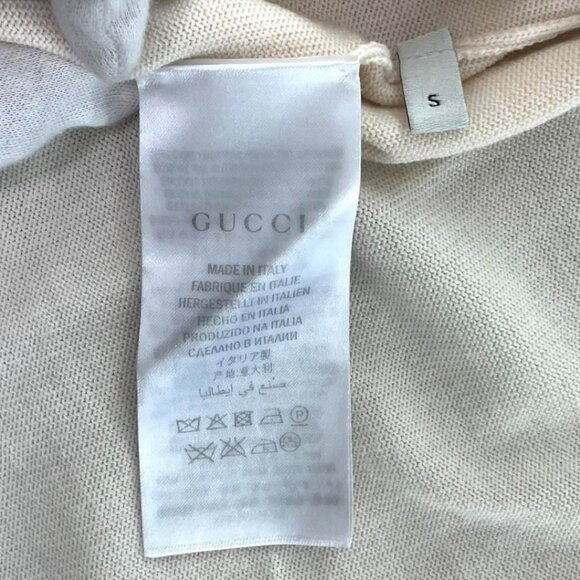 S
GUCCI
MADE IN ITALY
FABRIQUE EN ITALIE
HERGESTELLT IN ITALIEN
HECHO EN ITALIA
PRODUZIDO NA ITALIA
СДЕЛАНО В ИТАЛИИ
イタリア製
产地:意大利
صنع في إيطاليا
P